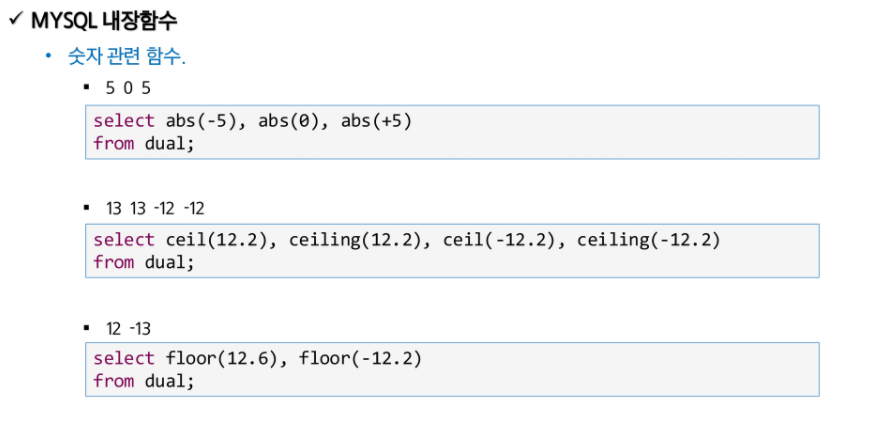 ✓ MYSQL 내장함수
• 숫자 관련 함수.
▪ 5 0 5
select abs(-5), abs(0), abs(+5)
from dual;
▪ 13 13 -12 -12
select ceil(12.2), ceiling(12.2), ceil(-12.2), ceiling(-12.2)
from dual;
▪ 12 -13
select floor(12.6), floor(-12.2)
from dual;